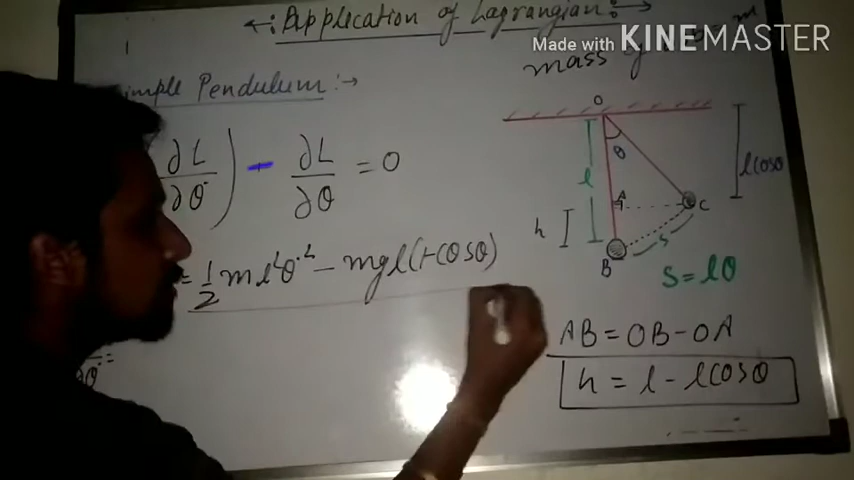 Application of Lagrangian:→
Made with KINEMASTER
mass of
imple Pendulum :→
∂L/∂θ̇ ) - ∂L/∂θ = 0
= 1/2 ml²θ̇² - mgl(1-cosθ)
∂θ̇ =
O
θ
l
lcosθ
A
C
h
S
B
S = lθ
AB = OB - OA
h = l - lcosθ